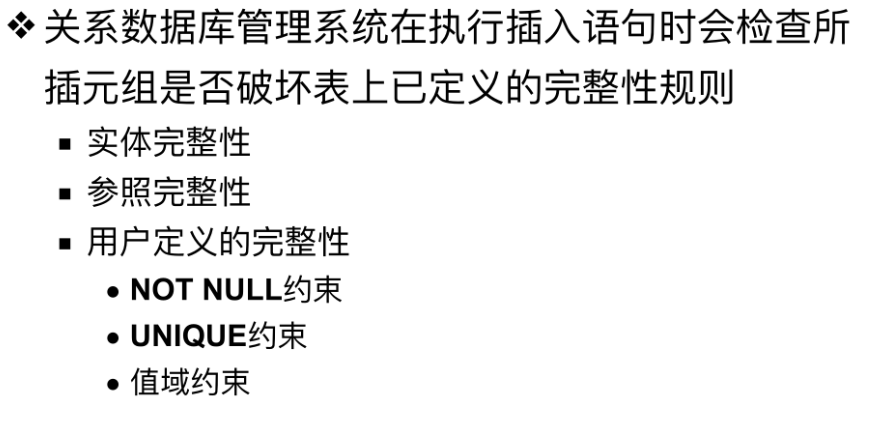 ❖关系数据库管理系统在执行插入语句时会检查所
插元组是否破坏表上已定义的完整性规则
▪ 实体完整性
▪ 参照完整性
▪ 用户定义的完整性
• NOT NULL约束
• UNIQUE约束
• 值域约束